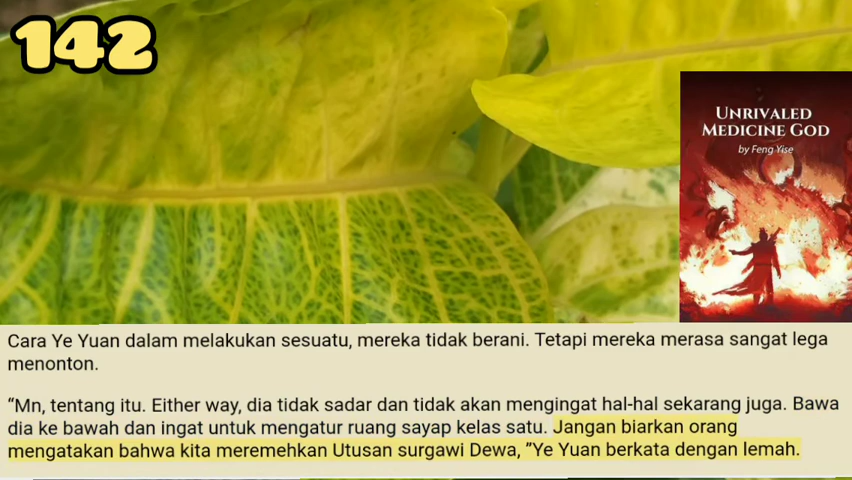 142
UNRIVALED
MEDICINE GOD
by Feng Yise
Cara Ye Yuan dalam melakukan sesuatu, mereka tidak berani. Tetapi mereka merasa sangat lega
menonton.
“Mn, tentang itu. Either way, dia tidak sadar dan tidak akan mengingat hal-hal sekarang juga. Bawa
dia ke bawah dan ingat untuk mengatur ruang sayap kelas satu. Jangan biarkan orang
mengatakan bahwa kita meremehkan Utusan surgawi Dewa, ”Ye Yuan berkata dengan lemah.